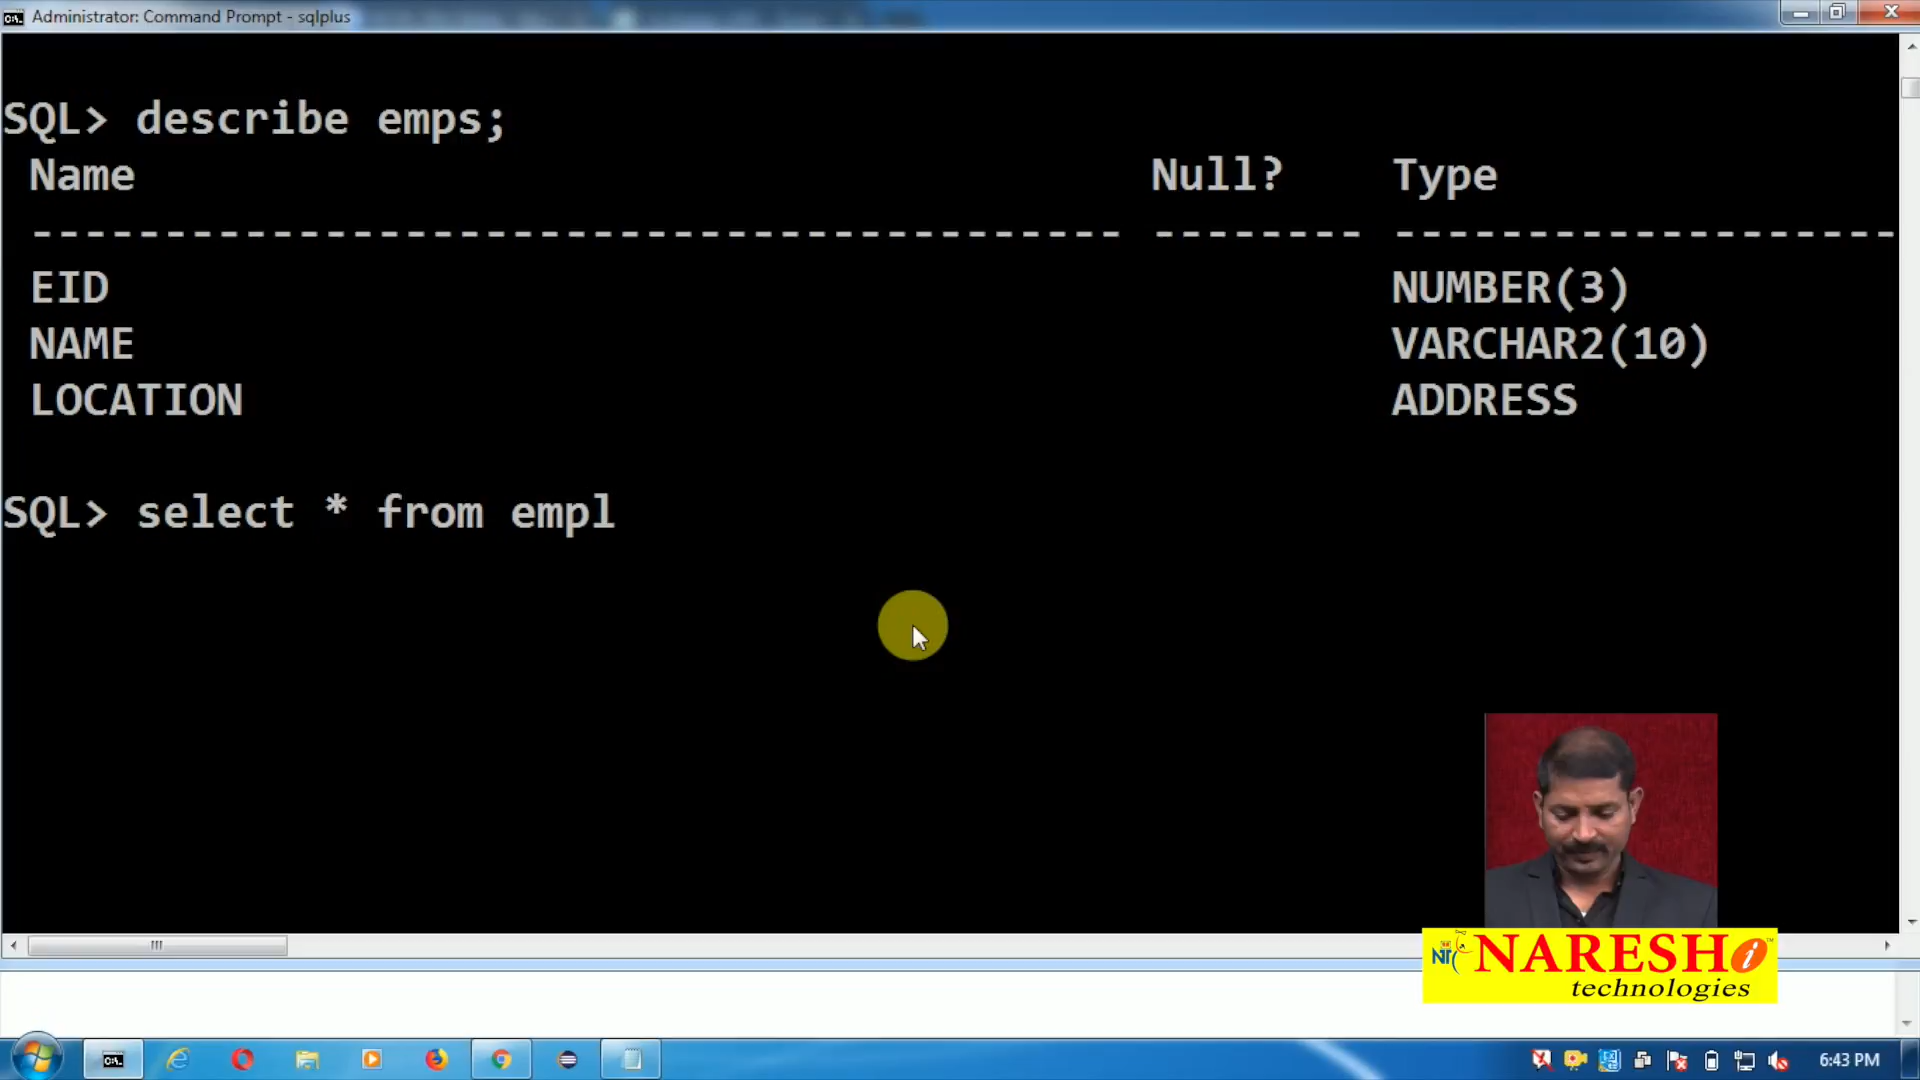 Administrator: Command Prompt - sqlplus
SQL> describe emps;
Name Null? Type
----------------------------------------- -------- -------------------
EID NUMBER(3)
NAME VARCHAR2(10)
LOCATION ADDRESS
SQL> select * from empl
NARESH i
technologies
6:43 PM